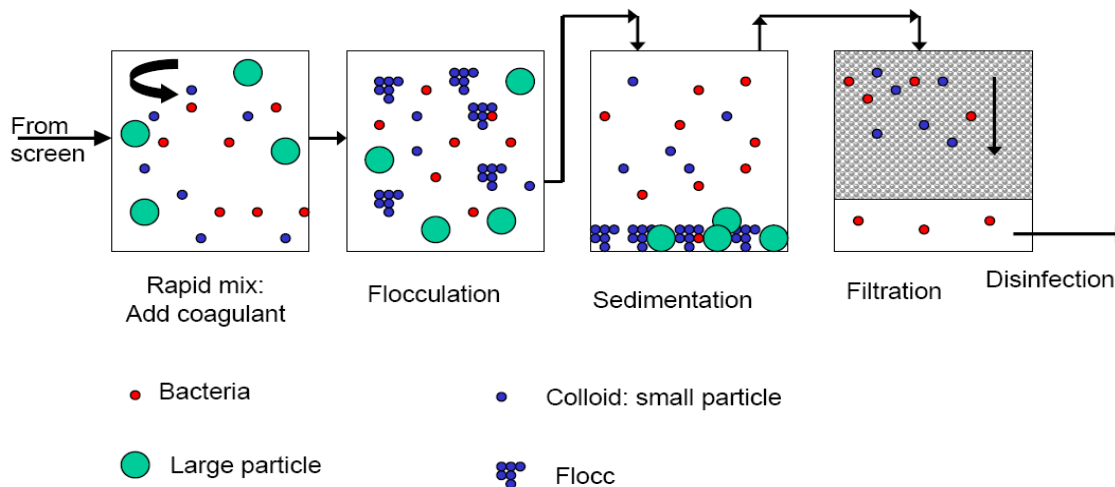 From
screen
Rapid mix:
Add coagulant
Flocculation
Sedimentation
Filtration
Disinfection
Bacteria
Colloid: small particle
Large particle
Flocc